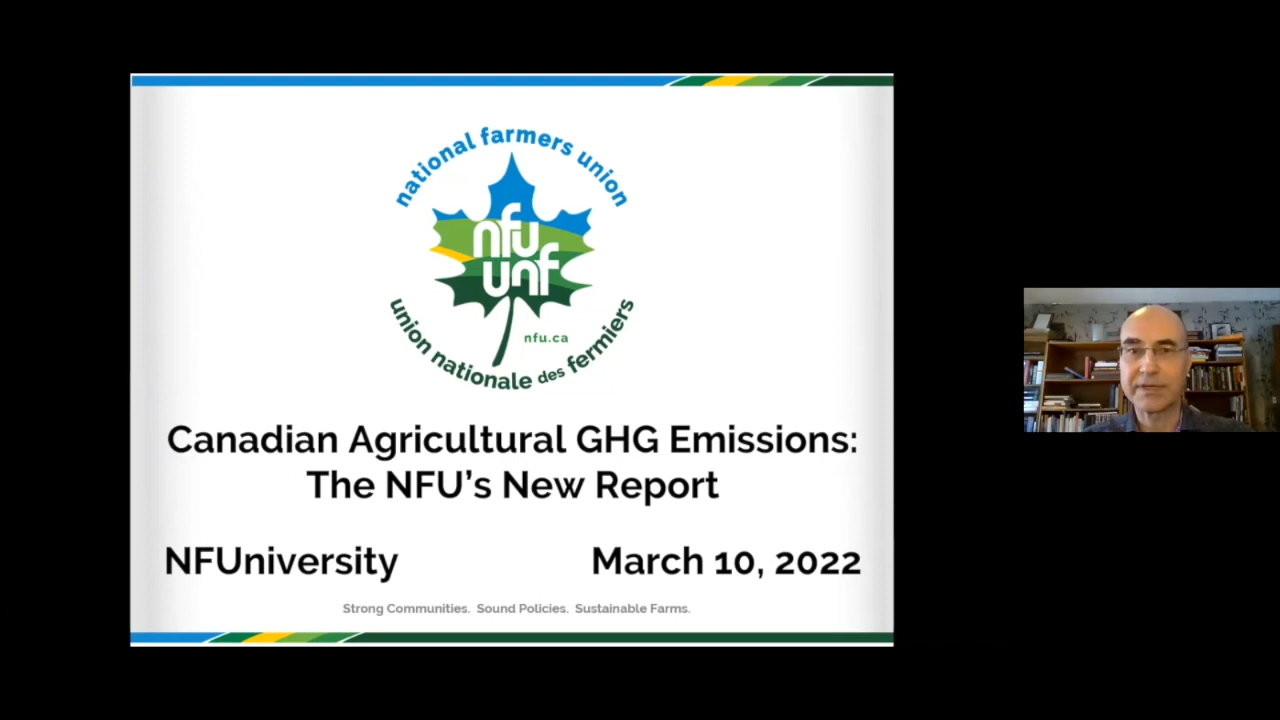 national farmers union
nfu
unf
nfu.ca
union nationale des fermiers
Canadian Agricultural GHG Emissions:
The NFU's New Report
NFUniversity
March 10, 2022
Strong Communities. Sound Policies. Sustainable Farms.